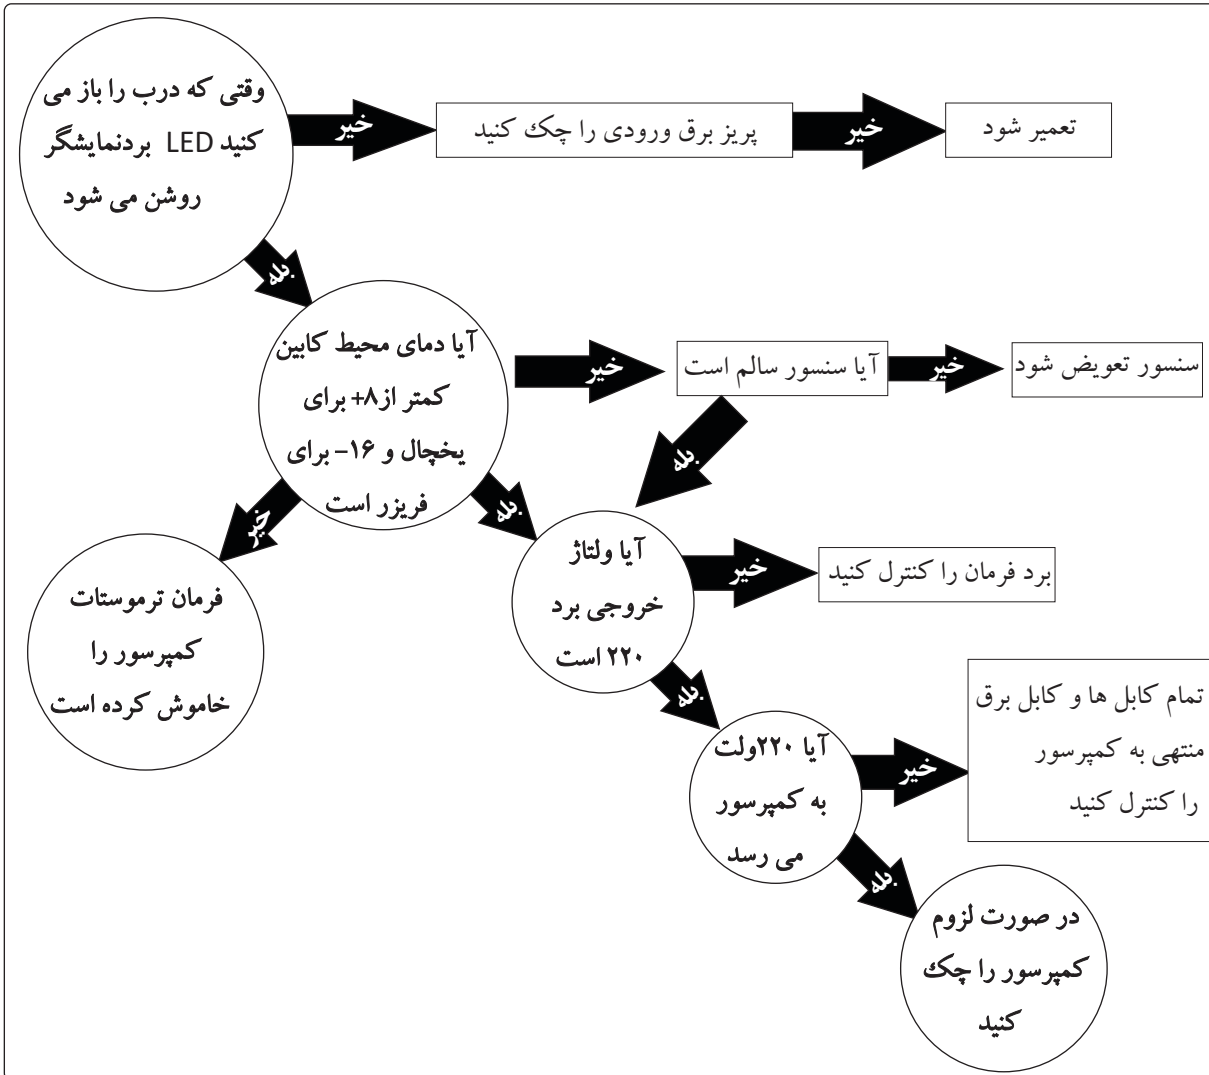 وقتی که درب را باز می
کنید LED بردنمایشگر
روشن می شود
خیر
پریز برق ورودی را چک کنید
خیر
تعمیر شود
بله
آیا دمای محیط کابین
کمتر از۸+ برای
یخچال و ۱۶- برای
فریزر است
خیر
آیا سنسور سالم است
خیر
سنسور تعویض شود
بله
خیر
فرمان ترموستات
کمپرسور را
خاموش کرده است
بله
آیا ولتاژ
خروجی برد
۲۲۰ است
خیر
برد فرمان را کنترل کنید
بله
آیا ۲۲۰ولت
به کمپرسور
می رسد
خیر
تمام کابل ها و کابل برق
منتهی به کمپرسور
را کنترل کنید
بله
در صورت لزوم
کمپرسور را چک
کنید